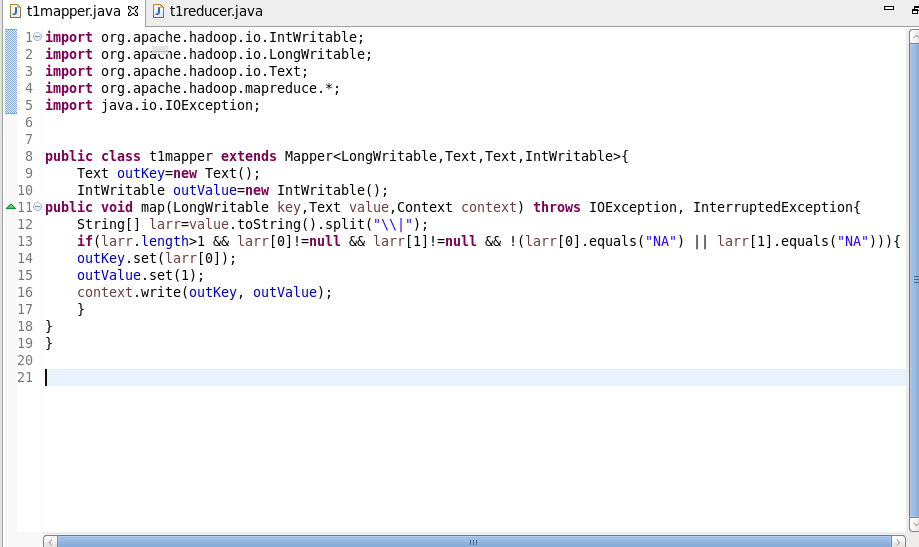 t1mapper.java t1reducer.java
1 import org.apache.hadoop.io.IntWritable;
2 import org.apache.hadoop.io.LongWritable;
3 import org.apache.hadoop.io.Text;
4 import org.apache.hadoop.mapreduce.*;
5 import java.io.IOException;
6
7
8 public class t1mapper extends Mapper<LongWritable,Text,Text,IntWritable>{
9     Text outKey=new Text();
10     IntWritable outValue=new IntWritable();
11 public void map(LongWritable key,Text value,Context context) throws IOException, InterruptedException{
12     String[] larr=value.toString().split("\\|");
13     if(larr.length>1 && larr[0]!=null && larr[1]!=null && !(larr[0].equals("NA") || larr[1].equals("NA"))){
14     outKey.set(larr[0]);
15     outValue.set(1);
16     context.write(outKey, outValue);
17     }
18 }
19 }
20
21